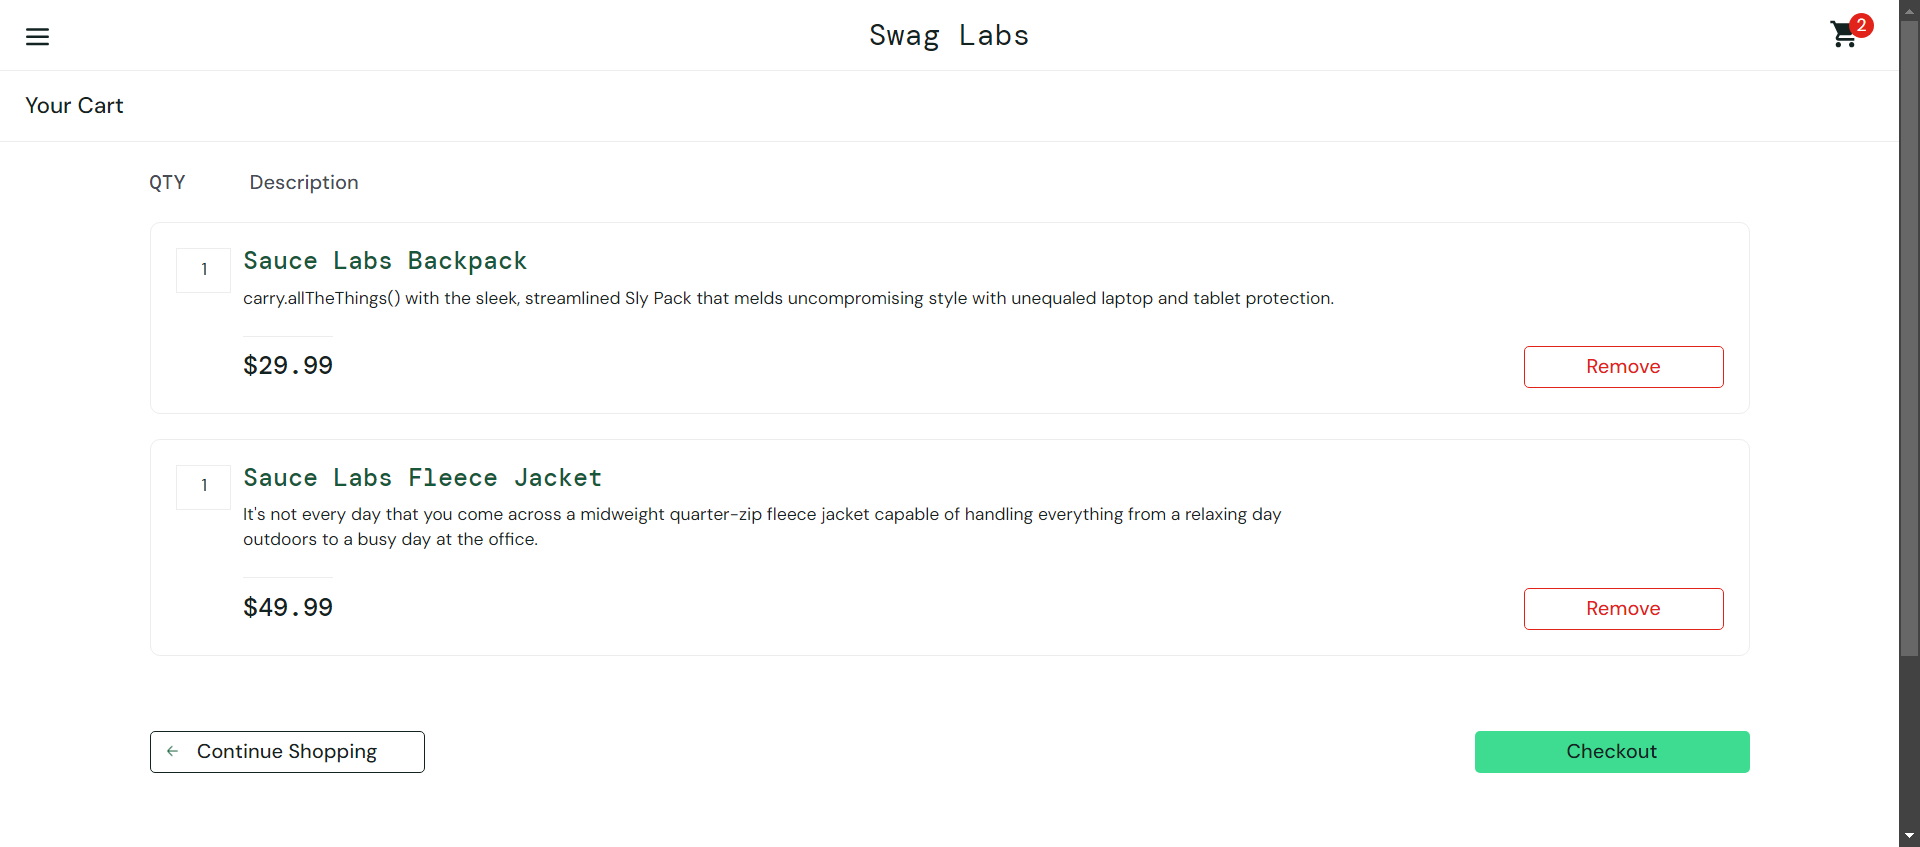 Swag Labs
2
Your Cart
QTY Description
1
Sauce Labs Backpack
carry.allTheThings() with the sleek, streamlined Sly Pack that melds uncompromising style with unequaled laptop and tablet protection.
$29.99
Remove
1
Sauce Labs Fleece Jacket
It's not every day that you come across a midweight quarter-zip fleece jacket capable of handling everything from a relaxing day
outdoors to a busy day at the office.
$49.99
Remove
Continue Shopping
Checkout